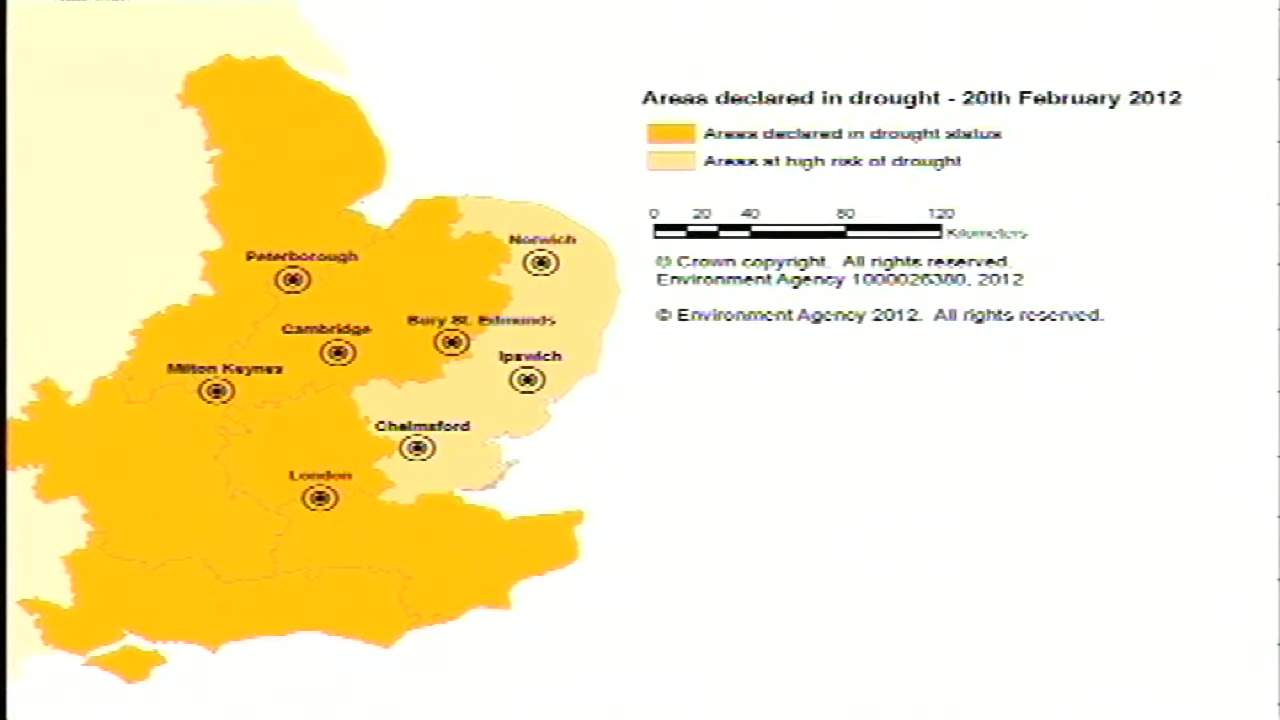 Areas declared in drought - 20th February 2012
Areas declared in drought status
Areas at high risk of drought
0 20 40 80 120
Kilometers
© Crown copyright. All rights reserved.
Environment Agency 1000026380, 2012
© Environment Agency 2012. All rights reserved.
Norwich
Peterborough
Bury St. Edmunds
Cambridge
Ipswich
Milton Keynes
Chelmsford
London